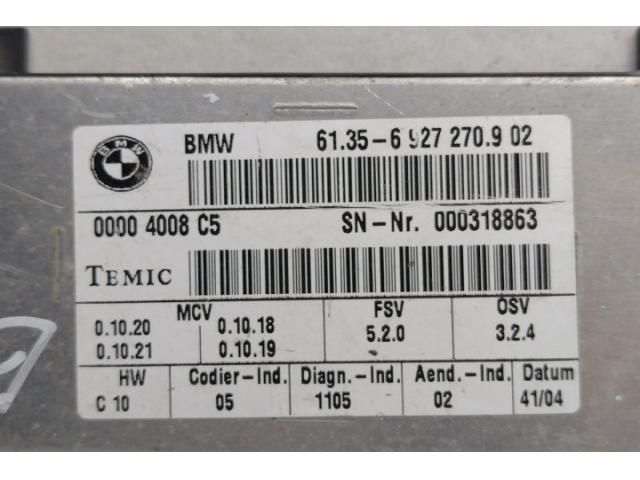 BMW
BMW 61.35-6 927 270.9 02
0000 4008 C5 SN-Nr. 000318863
TEMIC
MCV FSV OSV
0.10.20 0.10.18 5.2.0 3.2.4
0.10.21 0.10.19
HW Codier-Ind. Diagn.-Ind. Aend.-Ind. Datum
C 10 05 1105 02 41/04